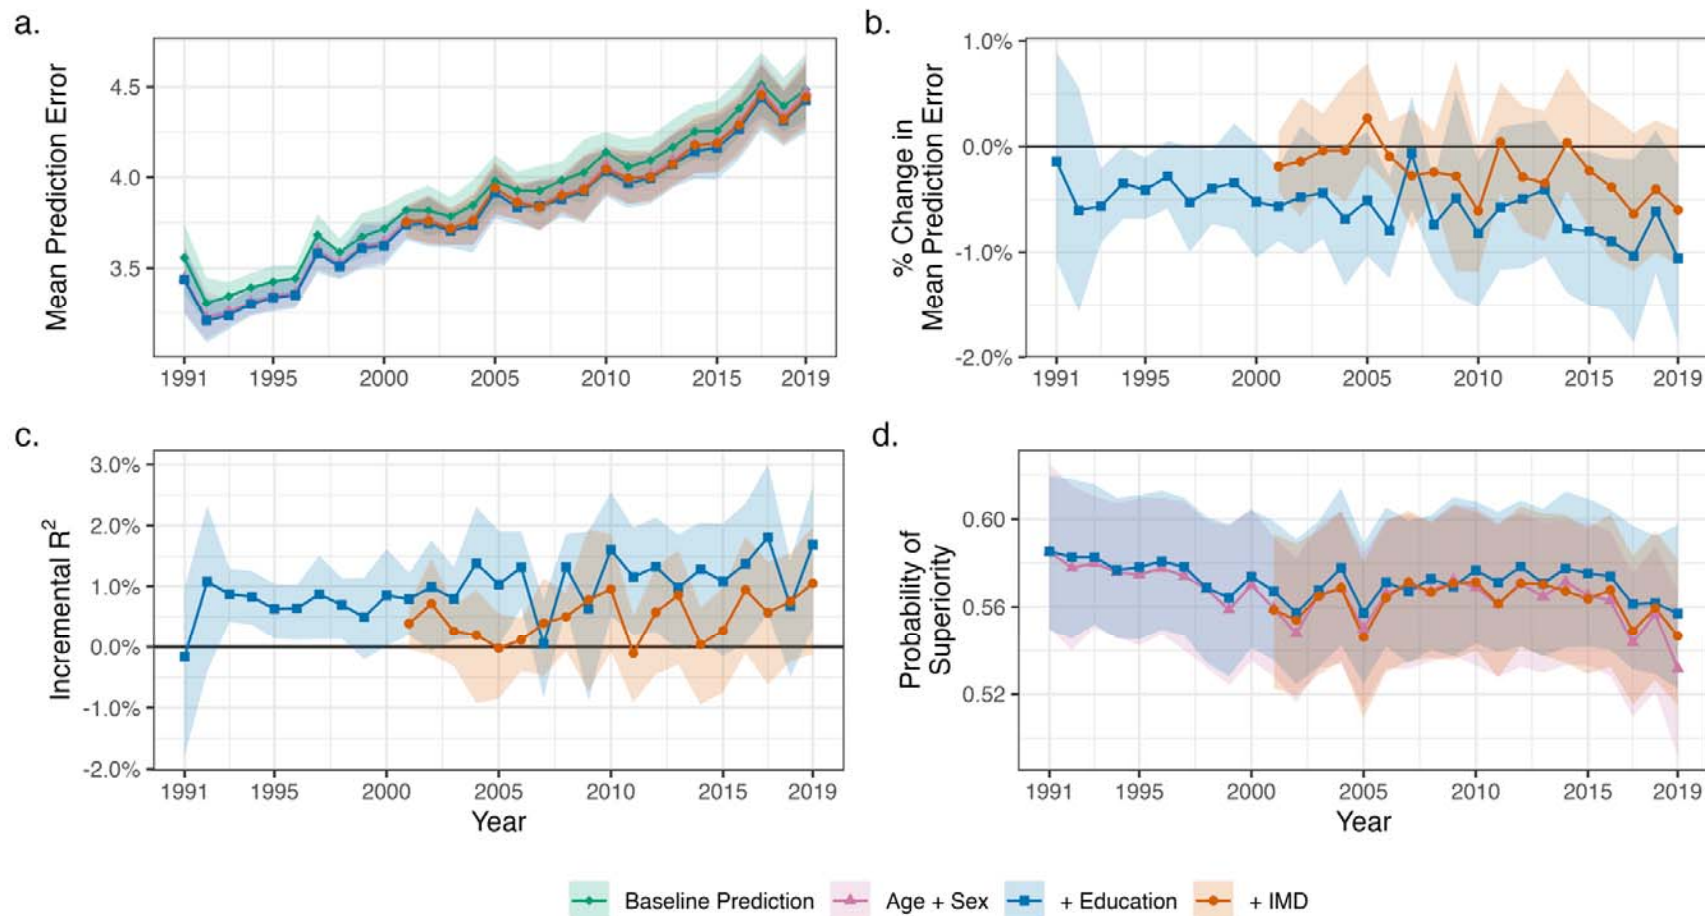 a.
Mean Prediction Error
4.5
4.0
3.5
1991 1995 2000 2005 2010 2015 2019
b.
% Change in
Mean Prediction Error
1.0%
0.0%
-1.0%
-2.0%
1991 1995 2000 2005 2010 2015 2019
c.
Incremental R²
3.0%
2.0%
1.0%
0.0%
-1.0%
-2.0%
1991 1995 2000 2005 2010 2015 2019
Year
d.
Probability of
Superiority
0.60
0.56
0.52
1991 1995 2000 2005 2010 2015 2019
Year
Baseline Prediction Age + Sex + Education + IMD